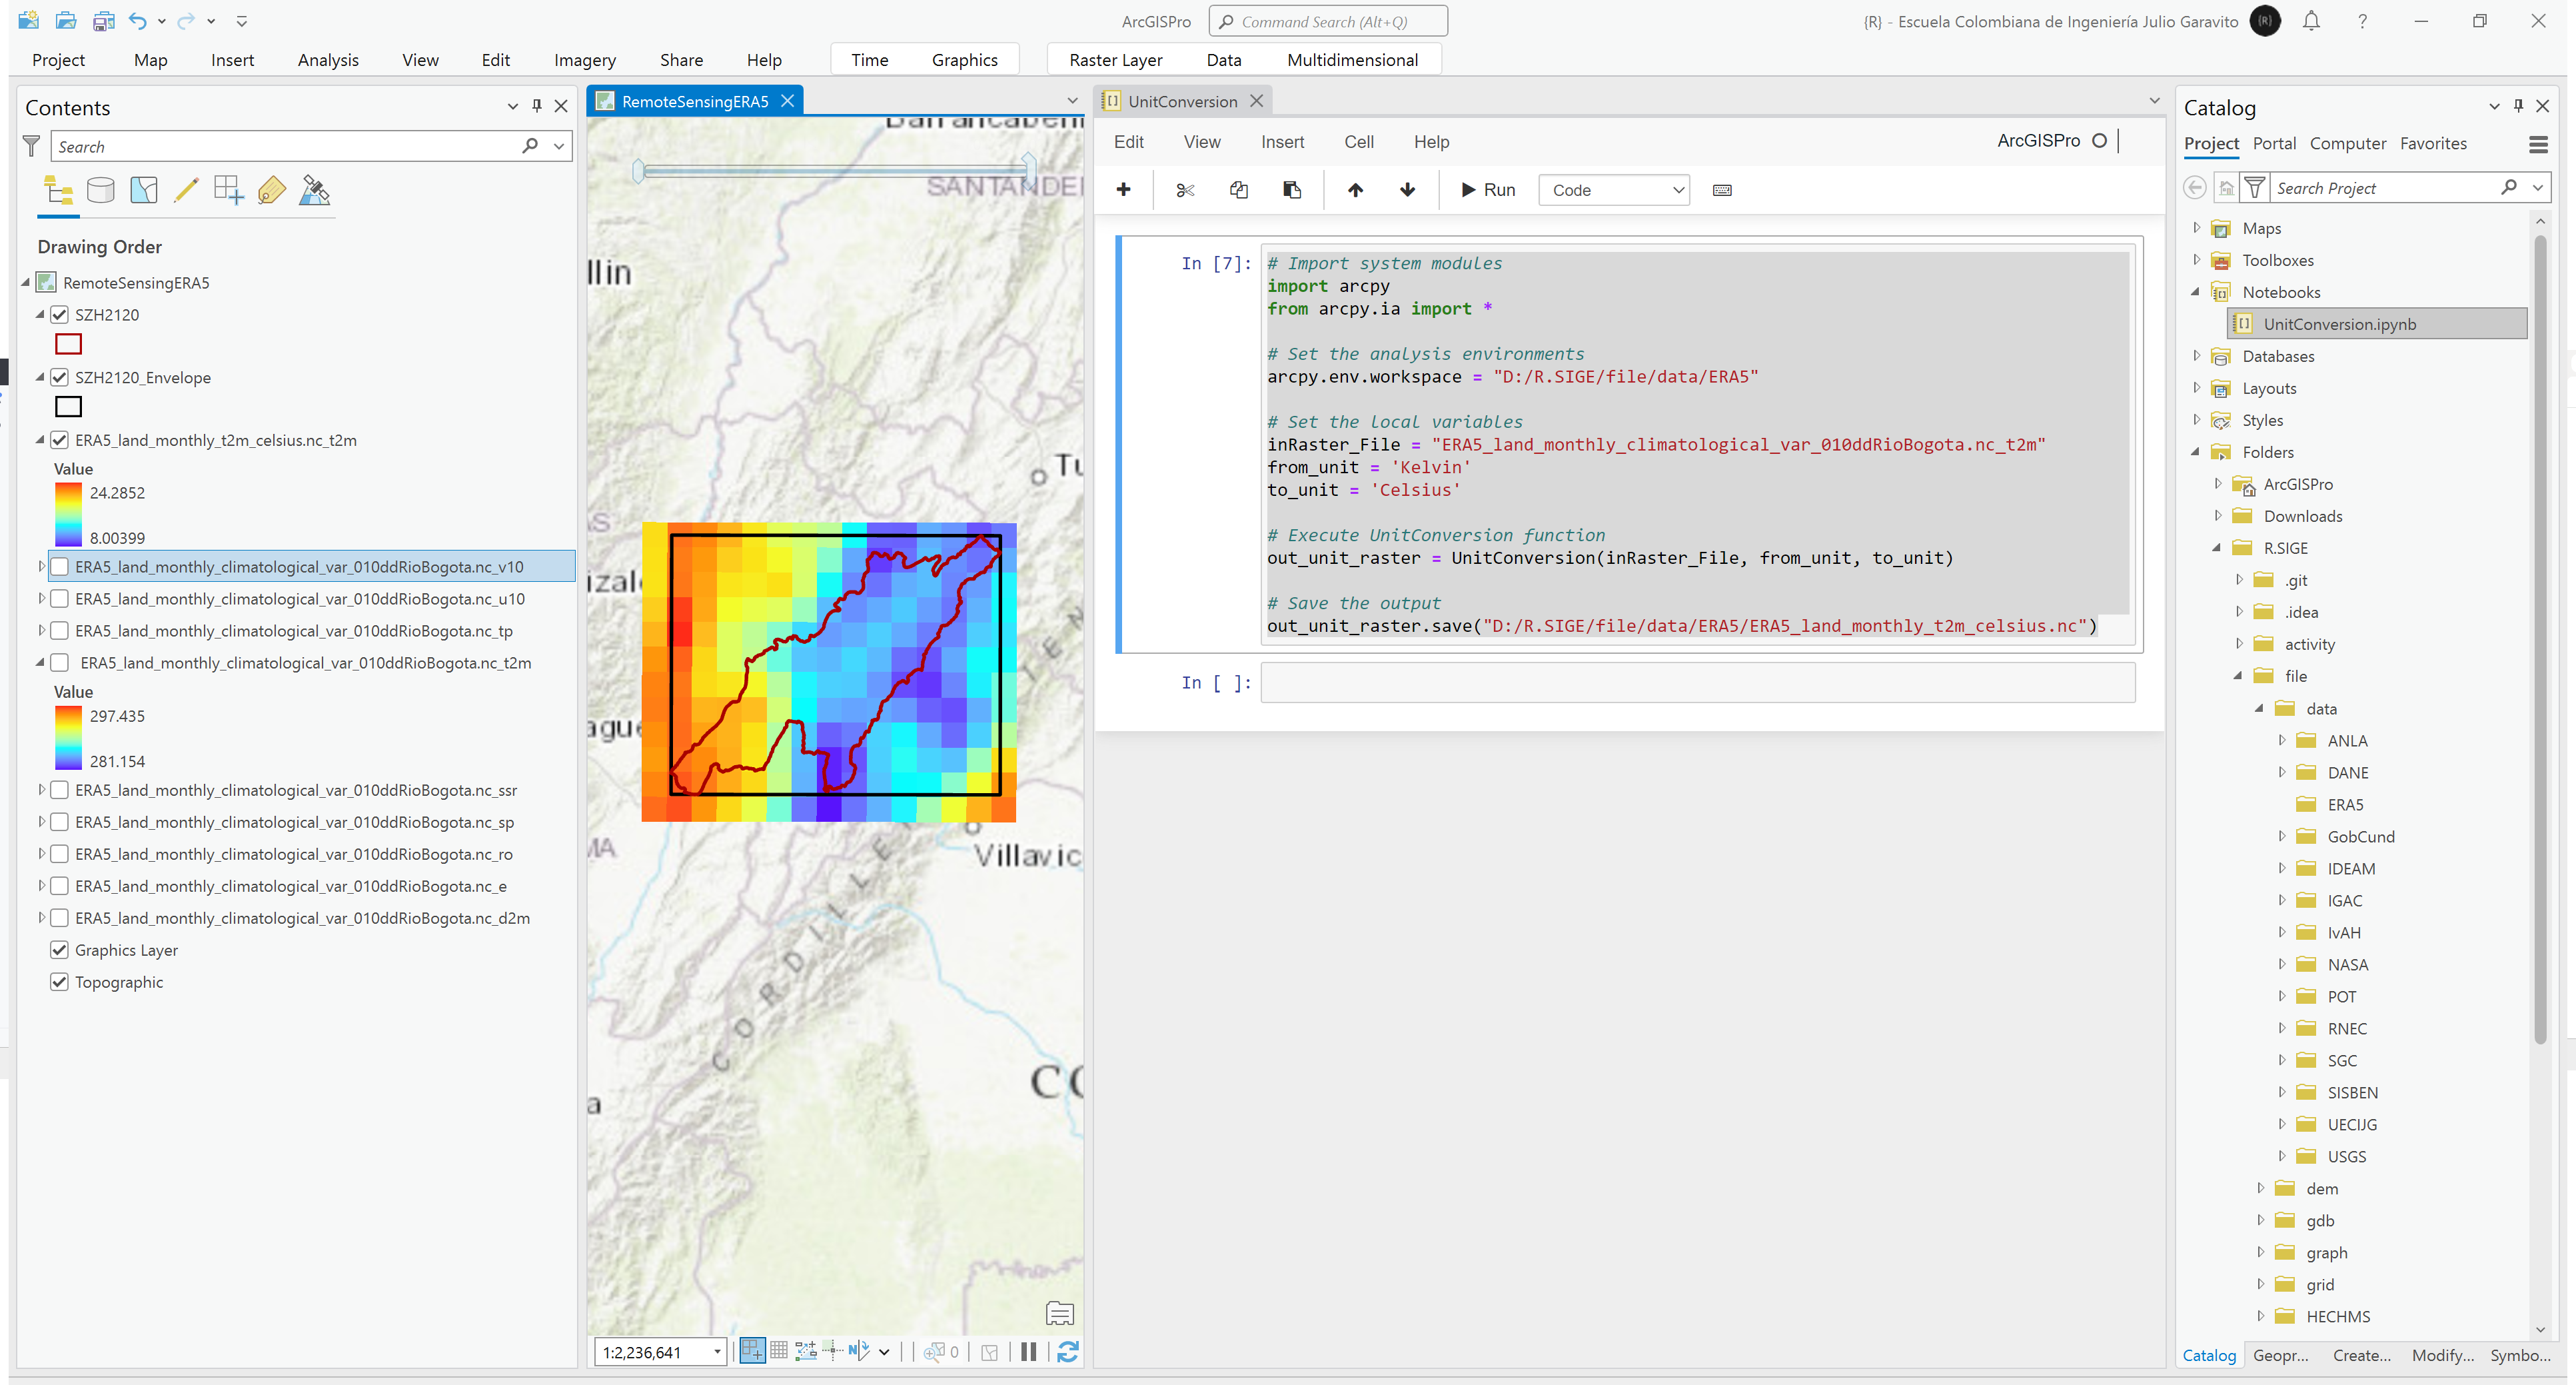 ArcGISPro
Command Search (Alt+Q)
{R} - Escuela Colombiana de Ingeniería Julio Garavito
{R}
Project Map Insert Analysis View Edit Imagery Share Help Time Graphics Raster Layer Data Multidimensional
Contents
Search
Drawing Order
RemoteSensingERA5
SZH2120
SZH2120_Envelope
ERA5_land_monthly_t2m_celsius.nc_t2m
Value
24.2852
8.00399
ERA5_land_monthly_climatological_var_010ddRioBogota.nc_v10
ERA5_land_monthly_climatological_var_010ddRioBogota.nc_u10
ERA5_land_monthly_climatological_var_010ddRioBogota.nc_tp
ERA5_land_monthly_climatological_var_010ddRioBogota.nc_t2m
Value
297.435
281.154
ERA5_land_monthly_climatological_var_010ddRioBogota.nc_ssr
ERA5_land_monthly_climatological_var_010ddRioBogota.nc_sp
ERA5_land_monthly_climatological_var_010ddRioBogota.nc_ro
ERA5_land_monthly_climatological_var_010ddRioBogota.nc_e
ERA5_land_monthly_climatological_var_010ddRioBogota.nc_d2m
Graphics Layer
Topographic
RemoteSensingERA5
SANTANDE
llin
Tu
AS
izal
ague
MA
Villavic
CORDILLE
TEN
CO
a
1:2,236,641
0
UnitConversion
Edit View Insert Cell Help
ArcGISPro
Run
Code
In [7]:
# Import system modules
import arcpy
from arcpy.ia import *
# Set the analysis environments
arcpy.env.workspace = "D:/R.SIGE/file/data/ERA5"
# Set the local variables
inRaster_File = "ERA5_land_monthly_climatological_var_010ddRioBogota.nc_t2m"
from_unit = 'Kelvin'
to_unit = 'Celsius'
# Execute UnitConversion function
out_unit_raster = UnitConversion(inRaster_File, from_unit, to_unit)
# Save the output
out_unit_raster.save("D:/R.SIGE/file/data/ERA5/ERA5_land_monthly_t2m_celsius.nc")
In [ ]:
Catalog
Project Portal Computer Favorites
Search Project
Maps
Toolboxes
Notebooks
UnitConversion.ipynb
Databases
Layouts
Styles
Folders
ArcGISPro
Downloads
R.SIGE
.git
.idea
activity
file
data
ANLA
DANE
ERA5
GobCund
IDEAM
IGAC
IvAH
NASA
POT
RNEC
SGC
SISBEN
UECIJG
USGS
dem
gdb
graph
grid
HECHMS
Catalog Geopr... Create... Modify... Symbo...